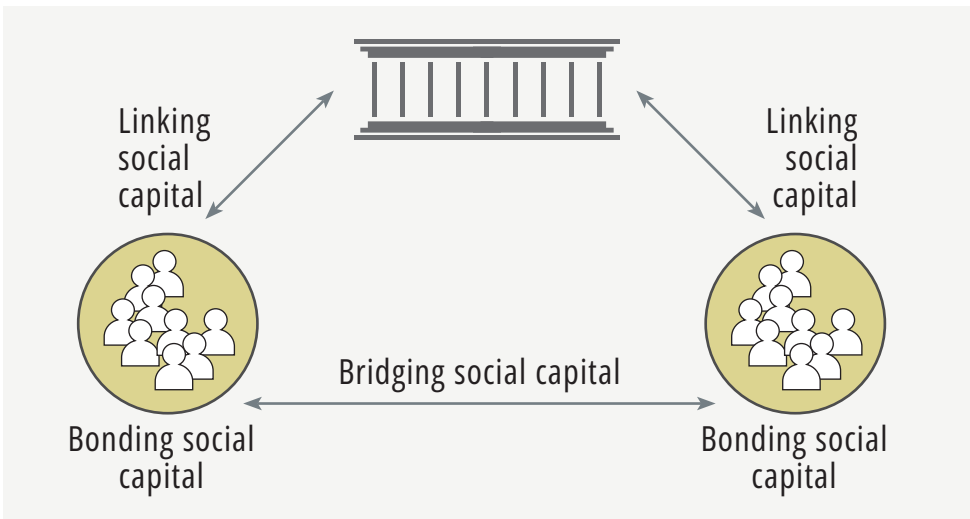 Linking
social
capital
Linking
social
capital
Bridging social capital
Bonding social
capital
Bonding social
capital